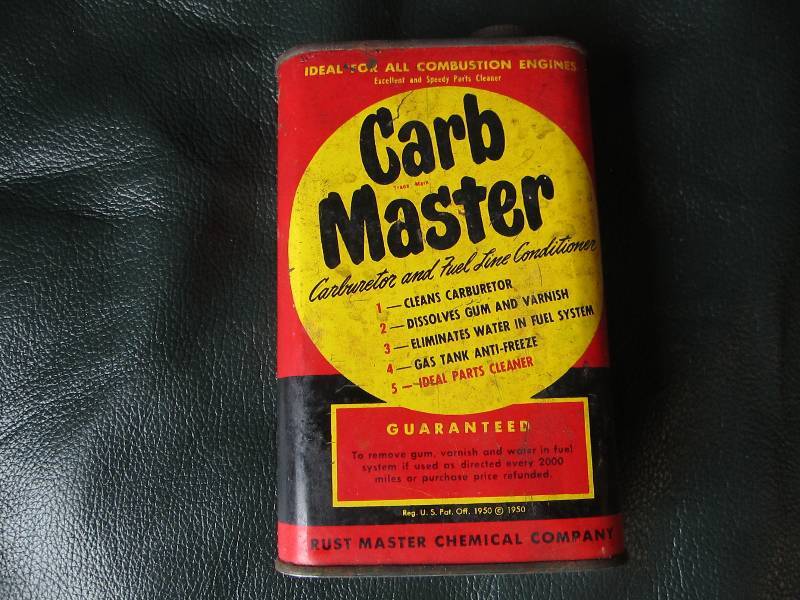 IDEAL FOR ALL COMBUSTION ENGINES
Excellent and Speedy Parts Cleaner
Carb
Trade Mark
Master
Carburetor and Fuel Line Conditioner
1—CLEANS CARBURETOR
2—DISSOLVES GUM AND VARNISH
3—ELIMINATES WATER IN FUEL SYSTEM
4—GAS TANK ANTI-FREEZE
5—IDEAL PARTS CLEANER
GUARANTEED
To remove gum, varnish and water in fuel
system if used as directed every 2000
miles or purchase price refunded.
Reg. U. S. Pat. Off. 1950 © 1950
RUST MASTER CHEMICAL COMPANY